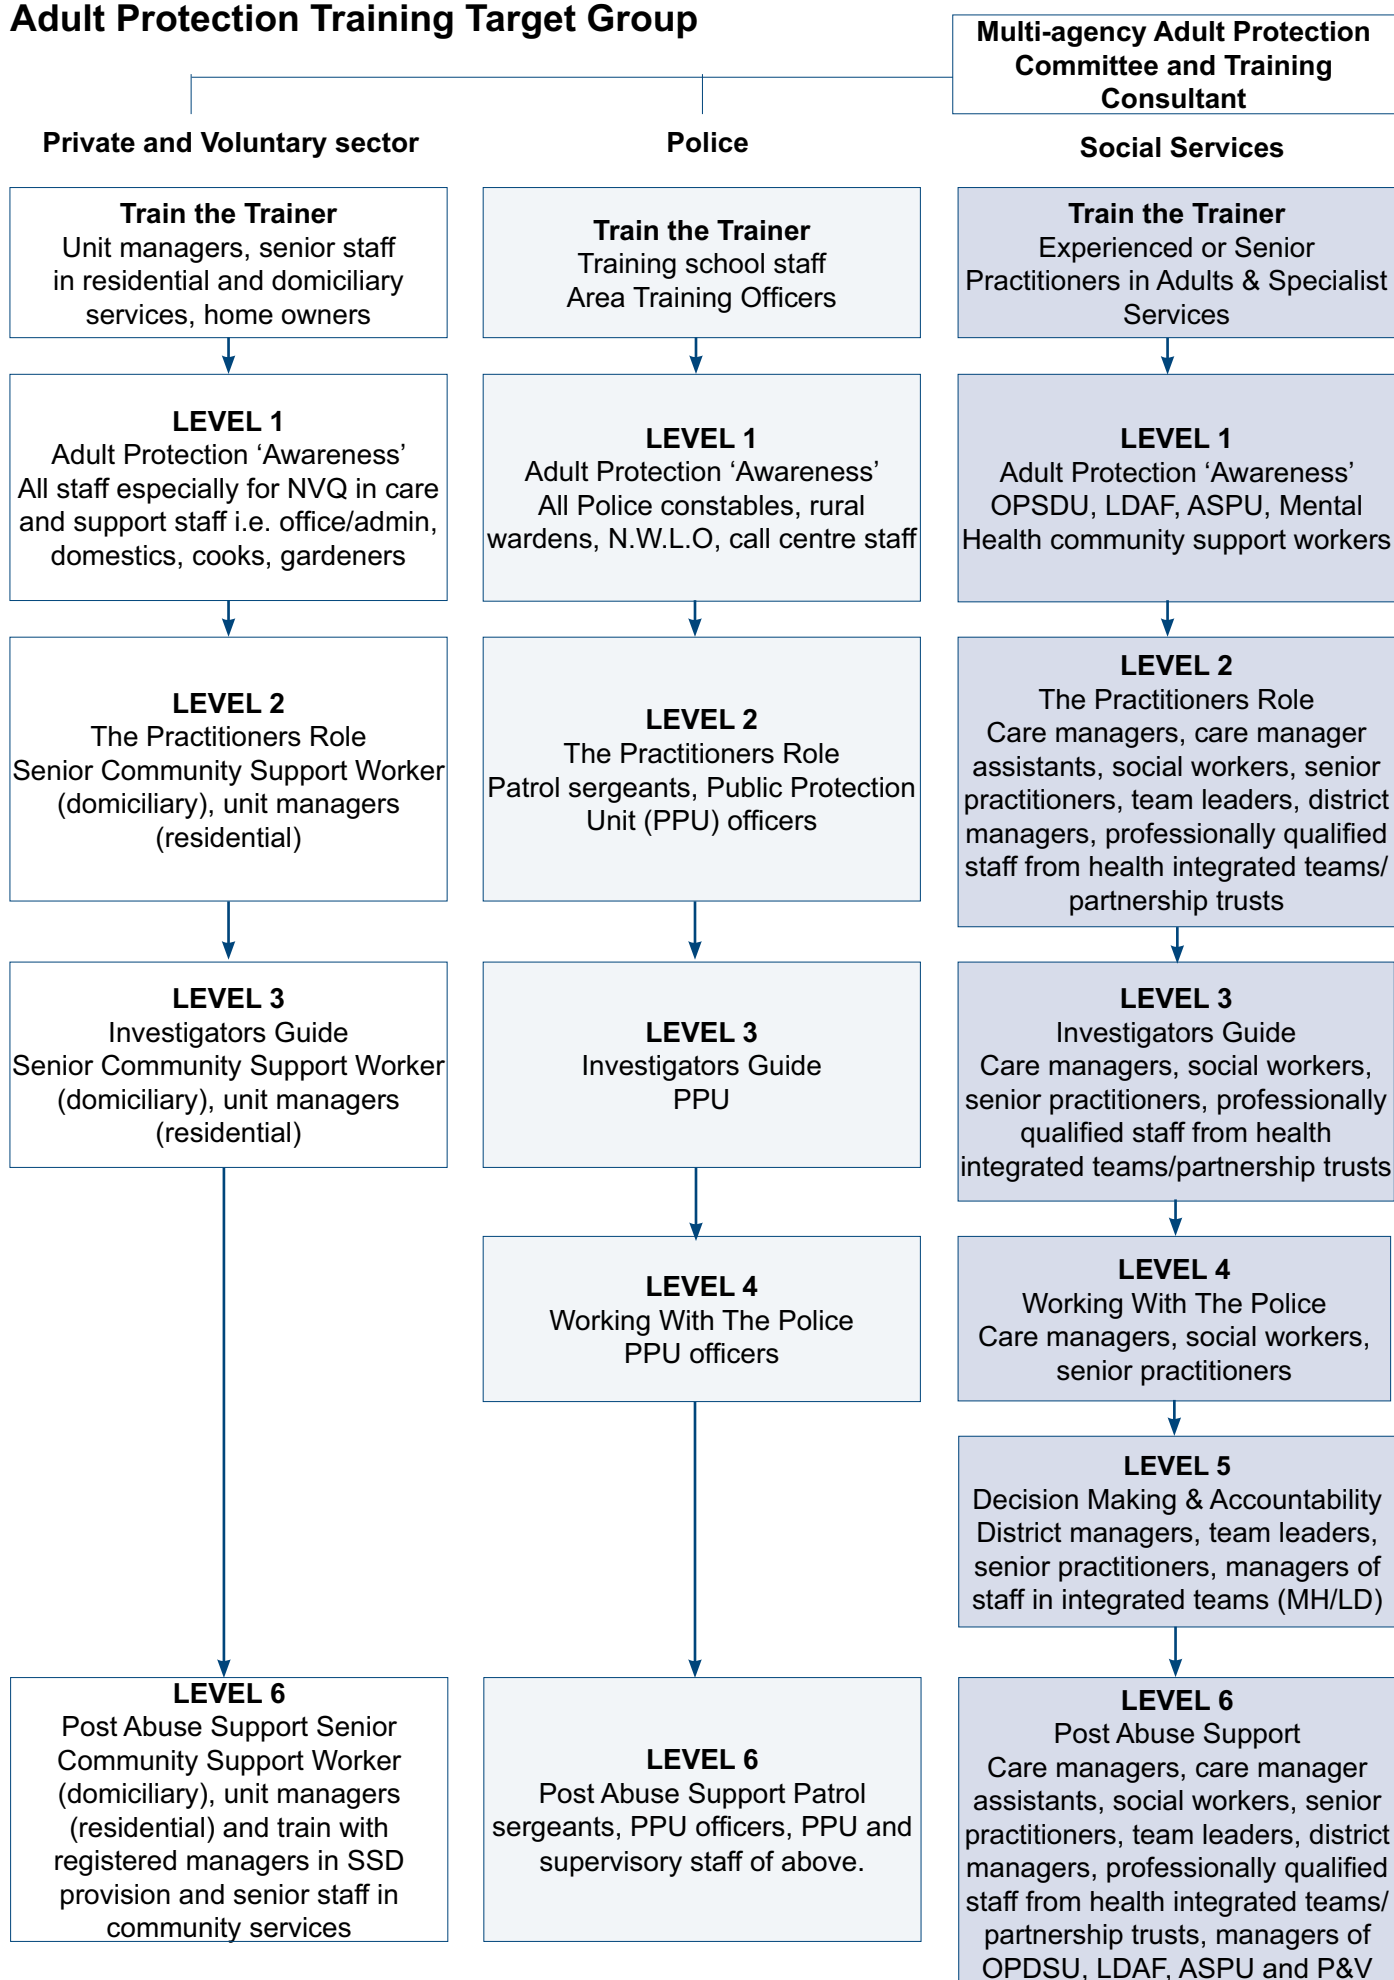 Adult Protection Training Target Group
Multi-agency Adult Protection
Committee and Training
Consultant
Private and Voluntary sector
Police
Social Services
Train the Trainer
Unit managers, senior staff
in residential and domiciliary
services, home owners
Train the Trainer
Training school staff
Area Training Officers
Train the Trainer
Experienced or Senior
Practitioners in Adults & Specialist
Services
LEVEL 1
Adult Protection ‘Awareness’
All staff especially for NVQ in care
and support staff i.e. office/admin,
domestics, cooks, gardeners
LEVEL 1
Adult Protection ‘Awareness’
All Police constables, rural
wardens, N.W.L.O, call centre staff
LEVEL 1
Adult Protection ‘Awareness’
OPSDU, LDAF, ASPU, Mental
Health community support workers
LEVEL 2
The Practitioners Role
Senior Community Support Worker
(domiciliary), unit managers
(residential)
LEVEL 2
The Practitioners Role
Patrol sergeants, Public Protection
Unit (PPU) officers
LEVEL 2
The Practitioners Role
Care managers, care manager
assistants, social workers, senior
practitioners, team leaders, district
managers, professionally qualified
staff from health integrated teams/
partnership trusts
LEVEL 3
Investigators Guide
Senior Community Support Worker
(domiciliary), unit managers
(residential)
LEVEL 3
Investigators Guide
PPU
LEVEL 3
Investigators Guide
Care managers, social workers,
senior practitioners, professionally
qualified staff from health
integrated teams/partnership trusts
LEVEL 4
Working With The Police
PPU officers
LEVEL 4
Working With The Police
Care managers, social workers,
senior practitioners
LEVEL 5
Decision Making & Accountability
District managers, team leaders,
senior practitioners, managers of
staff in integrated teams (MH/LD)
LEVEL 6
Post Abuse Support Senior
Community Support Worker
(domiciliary), unit managers
(residential) and train with
registered managers in SSD
provision and senior staff in
community services
LEVEL 6
Post Abuse Support Patrol
sergeants, PPU officers, PPU and
supervisory staff of above.
LEVEL 6
Post Abuse Support
Care managers, care manager
assistants, social workers, senior
practitioners, team leaders, district
managers, professionally qualified
staff from health integrated teams/
partnership trusts, managers of
OPDSU, LDAF, ASPU and P&V